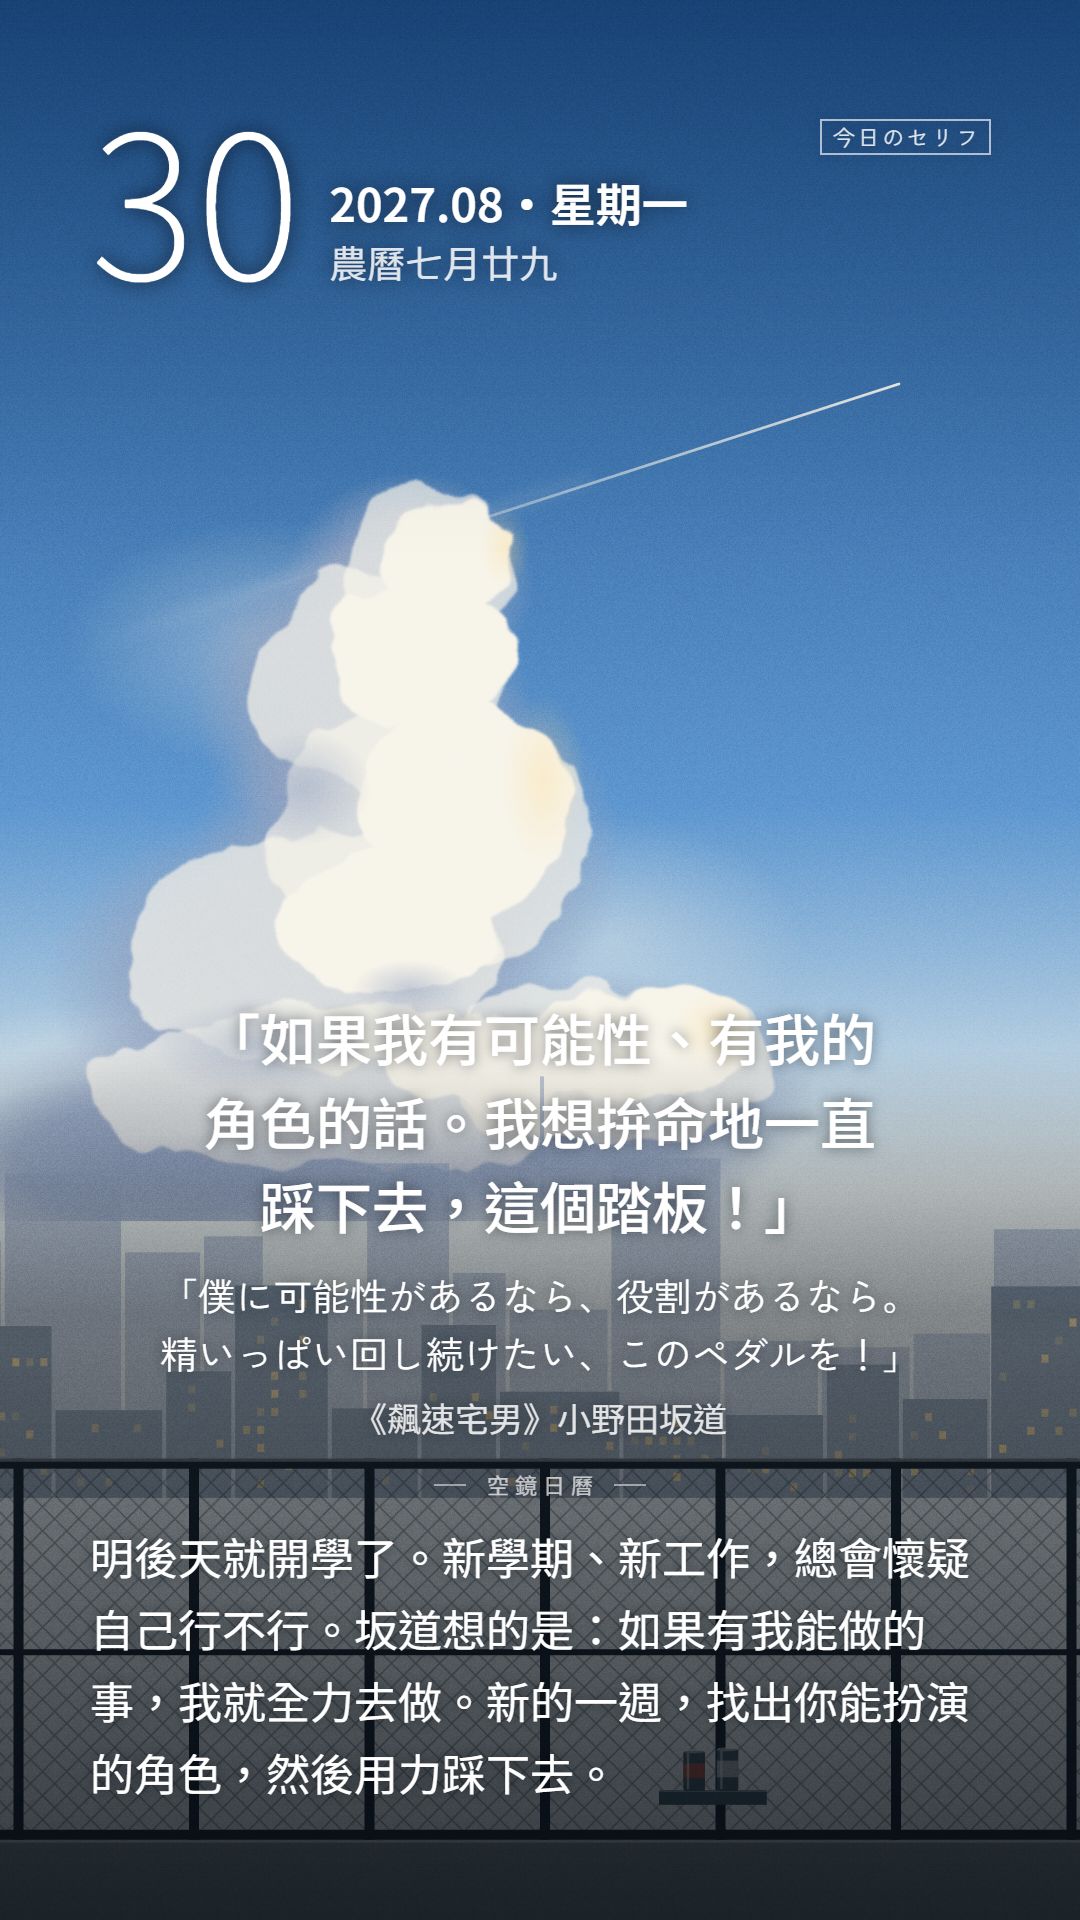 30
2027.08・星期一
農曆七月廿九
今日のセリフ
「如果我有可能性、有我的
角色的話。我想拚命地一直
踩下去，這個踏板！」
「僕に可能性があるなら、役割があるなら。
精いっぱい回し続けたい、このペダルを！」
《飆速宅男》小野田坂道
空鏡日曆
明後天就開學了。新學期、新工作，總會懷疑
自己行不行。坂道想的是：如果有我能做的
事，我就全力去做。新的一週，找出你能扮演
的角色，然後用力踩下去。